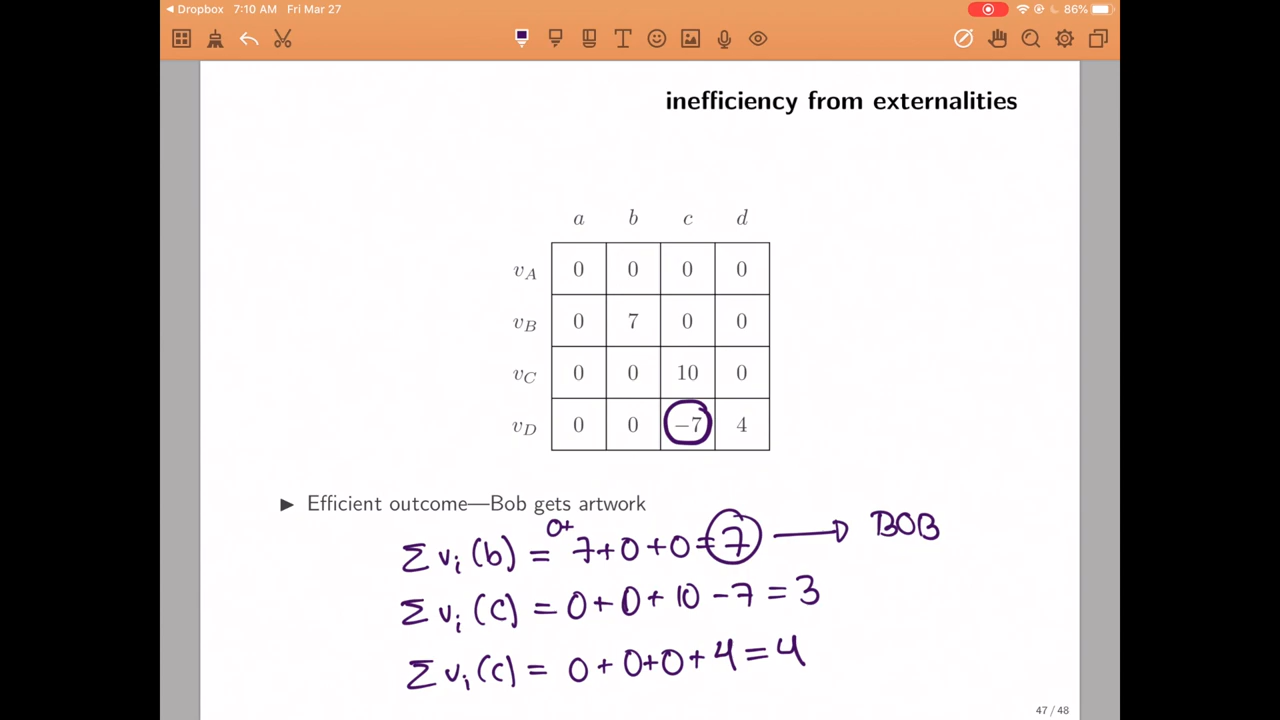 ◀ Dropbox 7:10 AM Fri Mar 27 86%
inefficiency from externalities
a b c d
v_A 0 0 0 0
v_B 0 7 0 0
v_C 0 0 10 0
v_D 0 0 −7 4
▶ Efficient outcome—Bob gets artwork
Σ v_i (b) = 0+ 7+0+0=7 → BOB
Σ v_i (c) = 0+0+10-7=3
Σ v_i (c) = 0+0+0+4=4
47 / 48